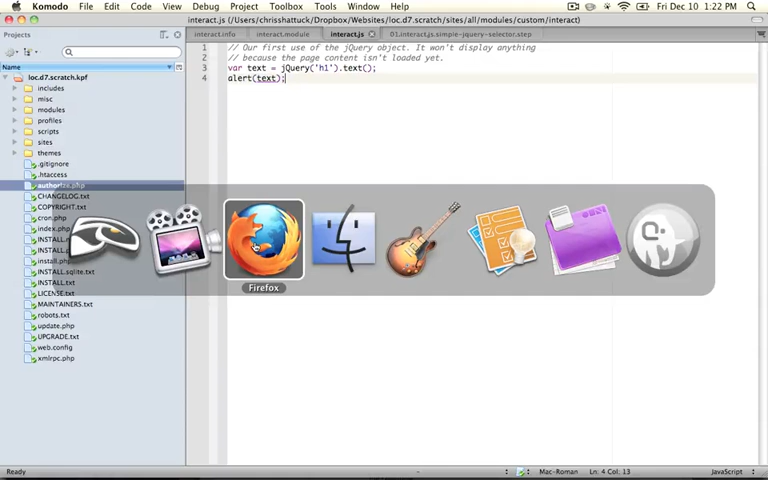 Komodo File Edit Code View Project Toolbox Tools Window Help Fri Dec 10 1:22 PM
interact.js (/Users/chrisshattuck/Dropbox/Websites/loc.d7.scratch/sites/all/modules/custom/interact)
Projects
interact.info interact.module interact.js 01.interact.js.simple-jquery-selector.step
Name
loc.d7.scratch.kpf
includes
misc
modules
profiles
scripts
sites
themes
.gitignore
.htaccess
authorize.php
CHANGELOG.txt
COPYRIGHT.txt
cron.php
index.php
INSTALL.
INSTALL.
install.
INSTALL.sqlite.txt
INSTALL.txt
LICENSE.txt
MAINTAINERS.txt
robots.txt
update.php
UPGRADE.txt
web.config
xmlrpc.php
1 // Our first use of the jQuery object. It won't display anything
2 // because the page content isn't loaded yet.
3 var text = jQuery('h1').text();
4 alert(text);
Firefox
Ready Mac-Roman Ln: 4 Col: 13 JavaScript